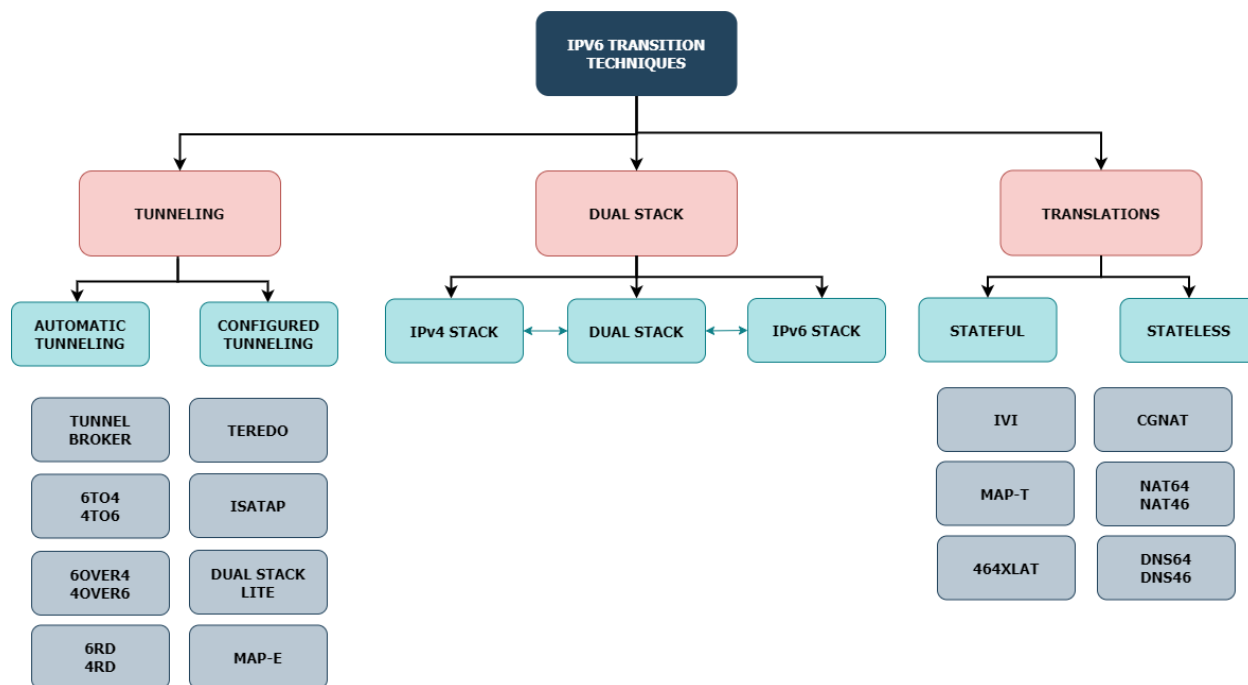 IPV6 TRANSITION
TECHNIQUES
TUNNELING
DUAL STACK
TRANSLATIONS
AUTOMATIC
TUNNELING
CONFIGURED
TUNNELING
IPv4 STACK
DUAL STACK
IPv6 STACK
STATEFUL
STATELESS
TUNNEL
BROKER
TEREDO
IVI
CGNAT
6TO4
4TO6
ISATAP
MAP-T
NAT64
NAT46
6OVER4
4OVER6
DUAL STACK
LITE
464XLAT
DNS64
DNS46
6RD
4RD
MAP-E